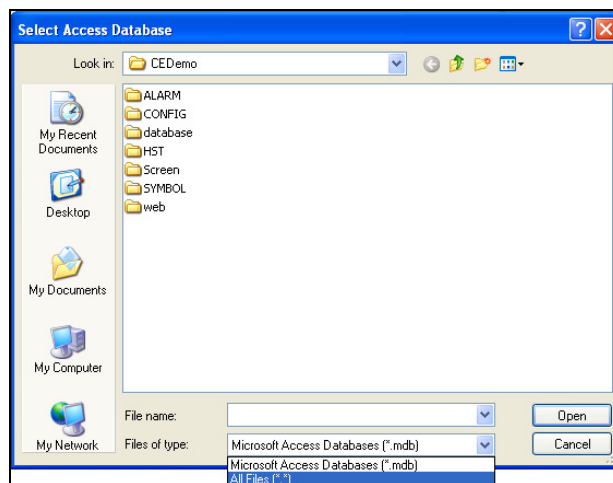 Select Access Database
Look in:
CEDemo
My Recent
Documents
Desktop
My Documents
My Computer
My Network
ALARM
CONFIG
database
HST
Screen
SYMBOL
web
File name:
Open
Files of type:
Microsoft Access Databases (*.mdb)
Cancel
Microsoft Access Databases (*.mdb)
All Files (*.*)